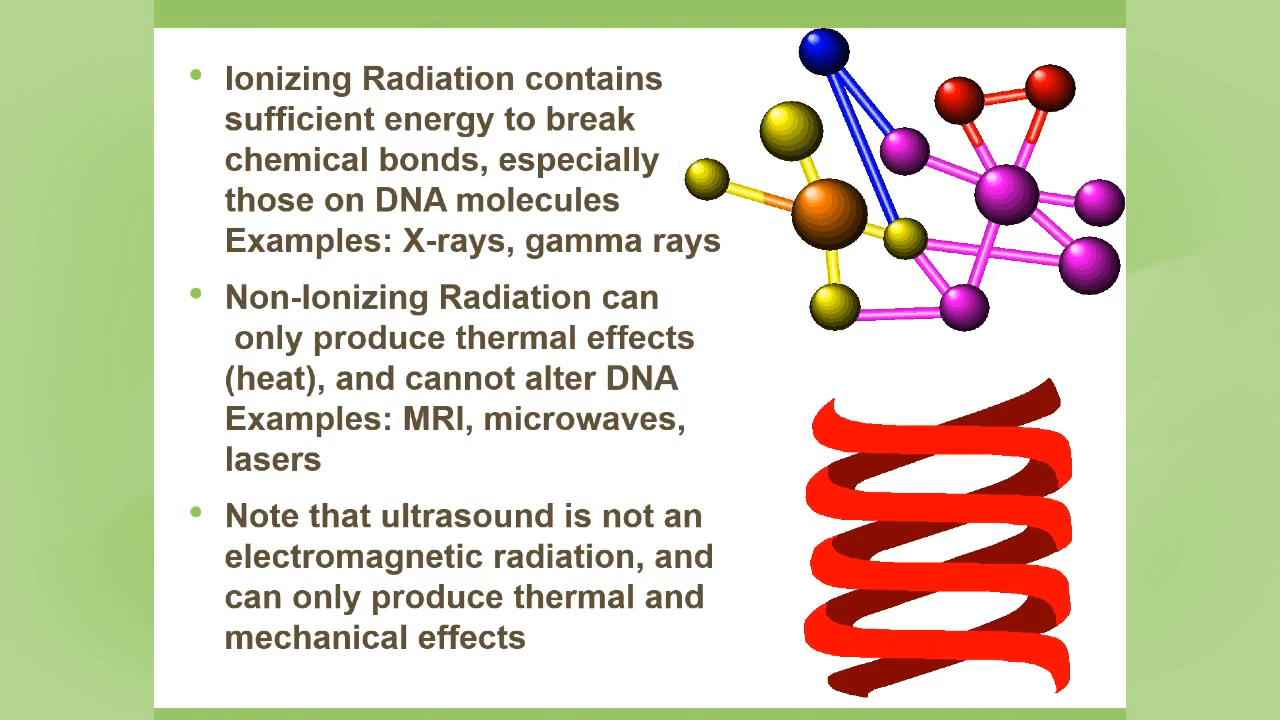 Ionizing Radiation contains
sufficient energy to break
chemical bonds, especially
those on DNA molecules
Examples: X-rays, gamma rays
Non-Ionizing Radiation can
only produce thermal effects
(heat), and cannot alter DNA
Examples: MRI, microwaves,
lasers
Note that ultrasound is not an
electromagnetic radiation, and
can only produce thermal and
mechanical effects